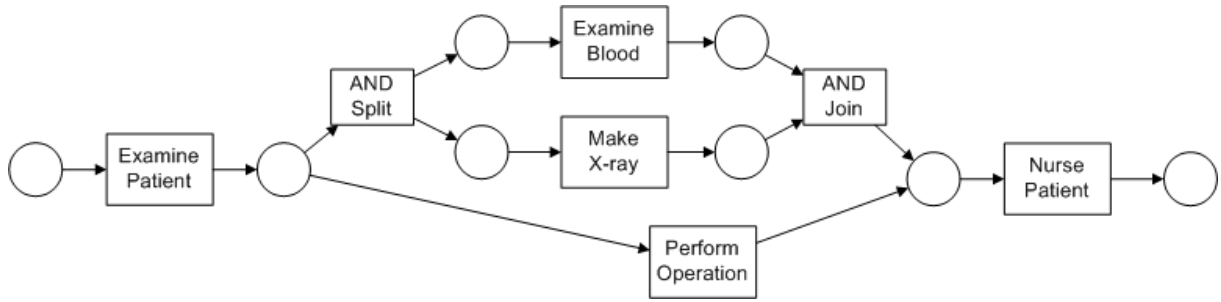 Examine
Patient
AND
Split
Examine
Blood
Make
X-ray
AND
Join
Perform
Operation
Nurse
Patient